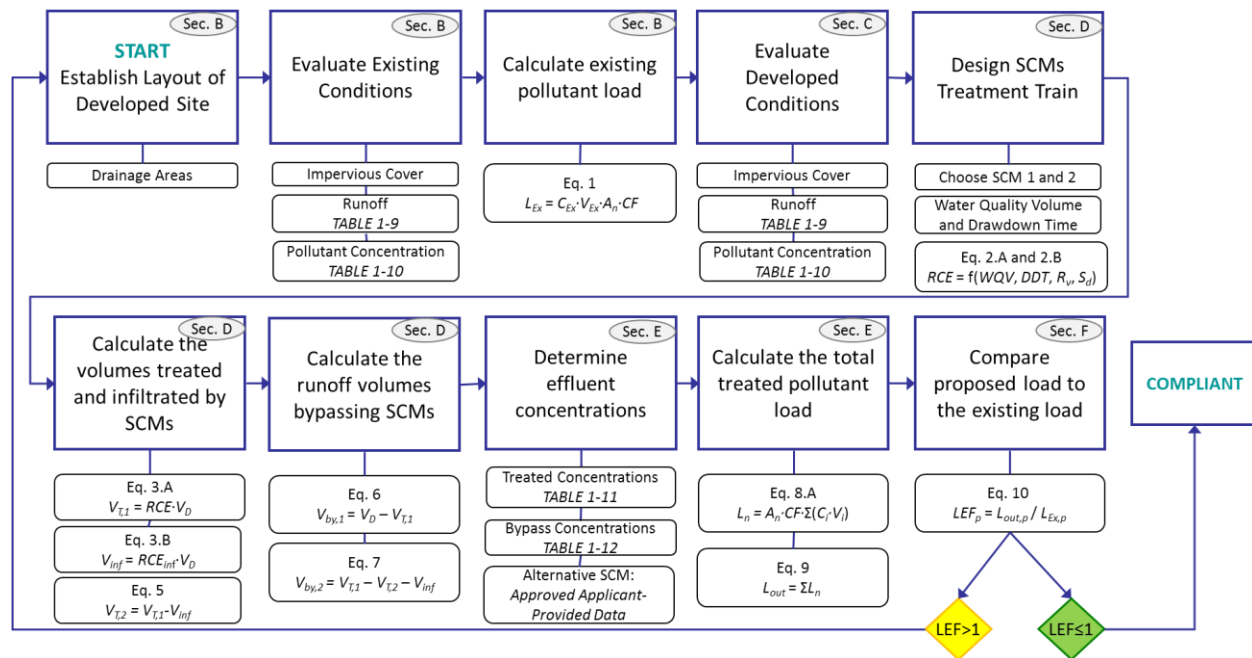 Sec. B
START
Establish Layout of
Developed Site
Drainage Areas
Sec. B
Evaluate Existing
Conditions
Impervious Cover
Runoff
TABLE 1-9
Pollutant Concentration
TABLE 1-10
Sec. B
Calculate existing
pollutant load
Eq. 1
L_Ex = C_Ex·V_Ex·A_n·CF
Sec. C
Evaluate
Developed
Conditions
Impervious Cover
Runoff
TABLE 1-9
Pollutant Concentration
TABLE 1-10
Sec. D
Design SCMs
Treatment Train
Choose SCM 1 and 2
Water Quality Volume
and Drawdown Time
Eq. 2.A and 2.B
RCE = f(WQV, DDT, R_v, S_d)
Sec. D
Calculate the
volumes treated
and infiltrated by
SCMs
Eq. 3.A
V_T,1 = RCE·V_D
Eq. 3.B
V_inf = RCE_inf·V_D
Eq. 5
V_T,2 = V_T,1-V_inf
Sec. D
Calculate the
runoff volumes
bypassing SCMs
Eq. 6
V_by,1 = V_D – V_T,1
Eq. 7
V_by,2 = V_T,1 – V_T,2 – V_inf
Sec. E
Determine
effluent
concentrations
Treated Concentrations
TABLE 1-11
Bypass Concentrations
TABLE 1-12
Alternative SCM:
Approved Applicant-
Provided Data
Sec. E
Calculate the total
treated pollutant
load
Eq. 8.A
L_n = A_n·CF·Σ(C_i·V_i)
Eq. 9
L_out = ΣL_n
Sec. F
Compare
proposed load to
the existing load
Eq. 10
LEF_p = L_out,p / L_Ex,p
LEF>1
LEF≤1
COMPLIANT